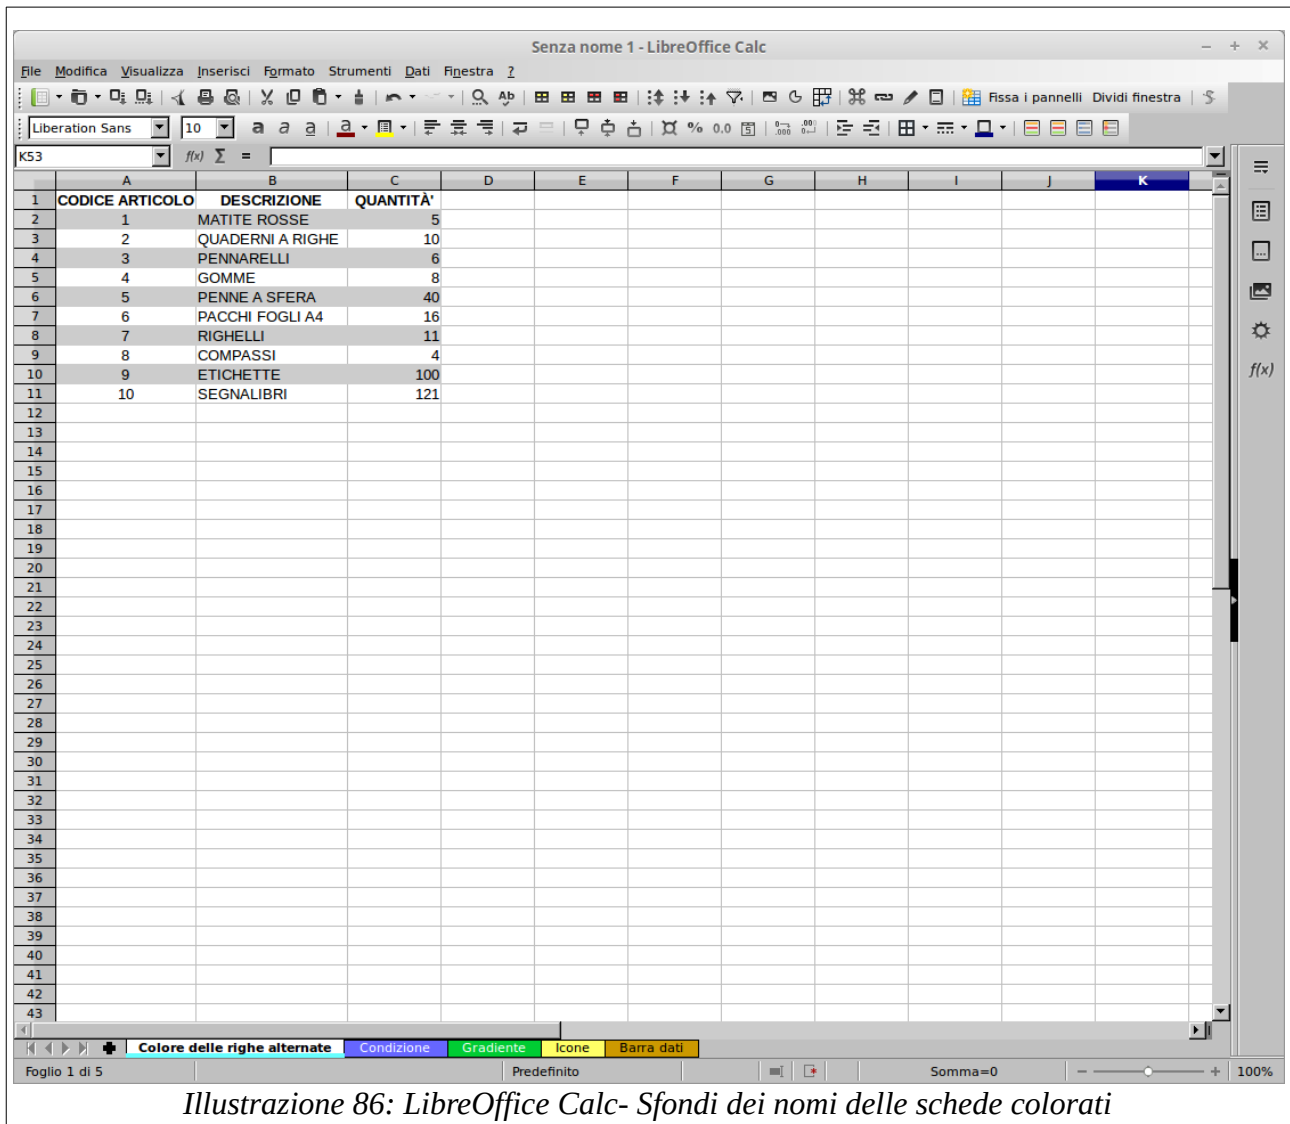 Senza nome 1 - LibreOffice Calc
File Modifica Visualizza Inserisci Formato Strumenti Dati Finestra ?
Fissa i pannelli Dividi finestra
Liberation Sans 10 a a a a % 0.0
K53 f(x) Σ =
A B C D E F G H I J K
1 CODICE ARTICOLO DESCRIZIONE QUANTITÀ'
2 1 MATITE ROSSE 5
3 2 QUADERNI A RIGHE 10
4 3 PENNARELLI 6
5 4 GOMME 8
6 5 PENNE A SFERA 40
7 6 PACCHI FOGLI A4 16
8 7 RIGHELLI 11
9 8 COMPASSI 4
10 9 ETICHETTE 100
11 10 SEGNALIBRI 121
12
13
14
15
16
17
18
19
20
21
22
23
24
25
26
27
28
29
30
31
32
33
34
35
36
37
38
39
40
41
42
43
f(x)
Colore delle righe alternate Condizione Gradiente Icone Barra dati
Foglio 1 di 5 Predefinito Somma=0 100%
Illustrazione 86: LibreOffice Calc- Sfondi dei nomi delle schede colorati